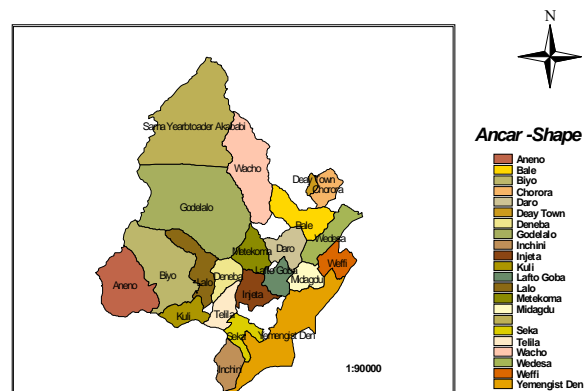 N
Ancar -Shape
Aneno
Bale
Biyo
Chorora
Daro
Deay Town
Deneba
Godelalo
Inchini
Injeta
Kuli
Lafto Goba
Lalo
Metekoma
Midagdu
Seka
Telila
Wacho
Wedesa
Weffi
Yemengist Den
Sama Yearbtoader Akababi
Wacho
Deay Town
Chorora
Godelalo
Bale
Wedesa
Metekoma
Daro
Weffi
Biyo
Lalo
Deneba
Lafto Goba
Midagdu
Aneno
Injeta
Kuli
Telila
Seka
Yemengist Den
Inchin
1:90000